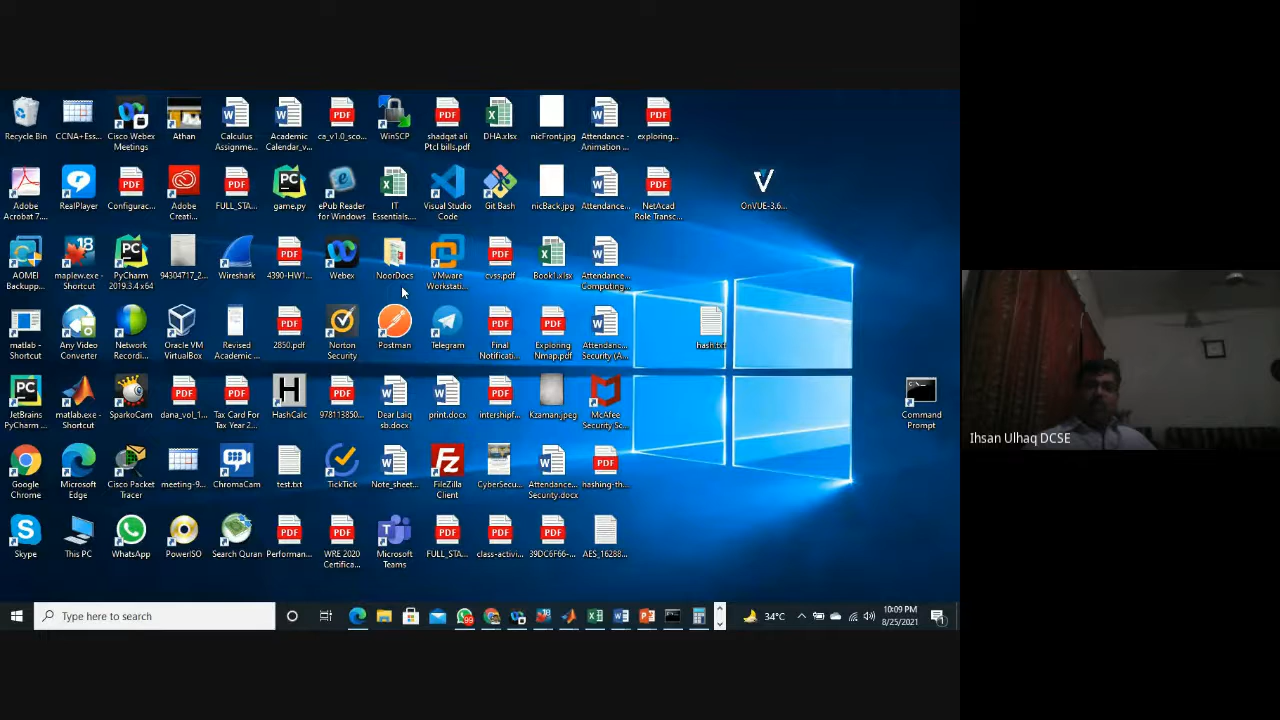 Recycle Bin
CCNA+Ess...
Cisco Webex
Meetings
Athan
Calculus
Assignme...
Academic
Calendar_v...
ca_v1.0_sco...
WinSCP
shadqat ali
Ptcl bills.pdf
DHA.xlsx
nicFront.jpg
Attendance -
Animation ...
exploring...
Adobe
Acrobat 7....
RealPlayer
Configurac...
Adobe
Creati...
FULL_STA...
game.py
ePub Reader
for Windows
IT
Essentials....
Visual Studio
Code
Git Bash
nicBack.jpg
Attendance...
NetAcad
Role Transc...
OnVUE-3.6...
AOMEI
Backupp...
maplew.exe -
Shortcut
PyCharm
2019.3.4 x64
94304717_2...
Wireshark
4390-HW1...
Webex
NoorDocs
VMware
Workstati...
cvss.pdf
Book1.xlsx
Attendance...
Computing...
matlab -
Shortcut
Any Video
Converter
Network
Recordi...
Oracle VM
VirtualBox
Revised
Academic ...
2850.pdf
Norton
Security
Postman
Telegram
Final
Notificati...
Exploring
Nmap.pdf
Attendanc...
Security (A...
hash.txt
JetBrains
PyCharm ...
matlab.exe -
Shortcut
SparkoCam
dana_vol_1...
Tax Card For
Tax Year 2...
HashCalc
978113850...
Dear Laiq
sb.docx
print.docx
intershipf...
Kzaman.jpeg
McAfee
Security Sc...
Command
Prompt
Google
Chrome
Microsoft
Edge
Cisco Packet
Tracer
meeting-9...
ChromaCam
test.txt
TickTick
Note_sheet...
FileZilla
Client
CyberSecu...
Attendance...
Security.docx
hashing-th...
Skype
This PC
WhatsApp
PowerISO
Search Quran
Performan...
WRE 2020
Certifica...
Microsoft
Teams
FULL_STA...
class-activi...
39DC6F66-...
AES_16288...
Type here to search
99
34°C
10:09 PM
8/25/2021
1
Ihsan Ulhaq DCSE